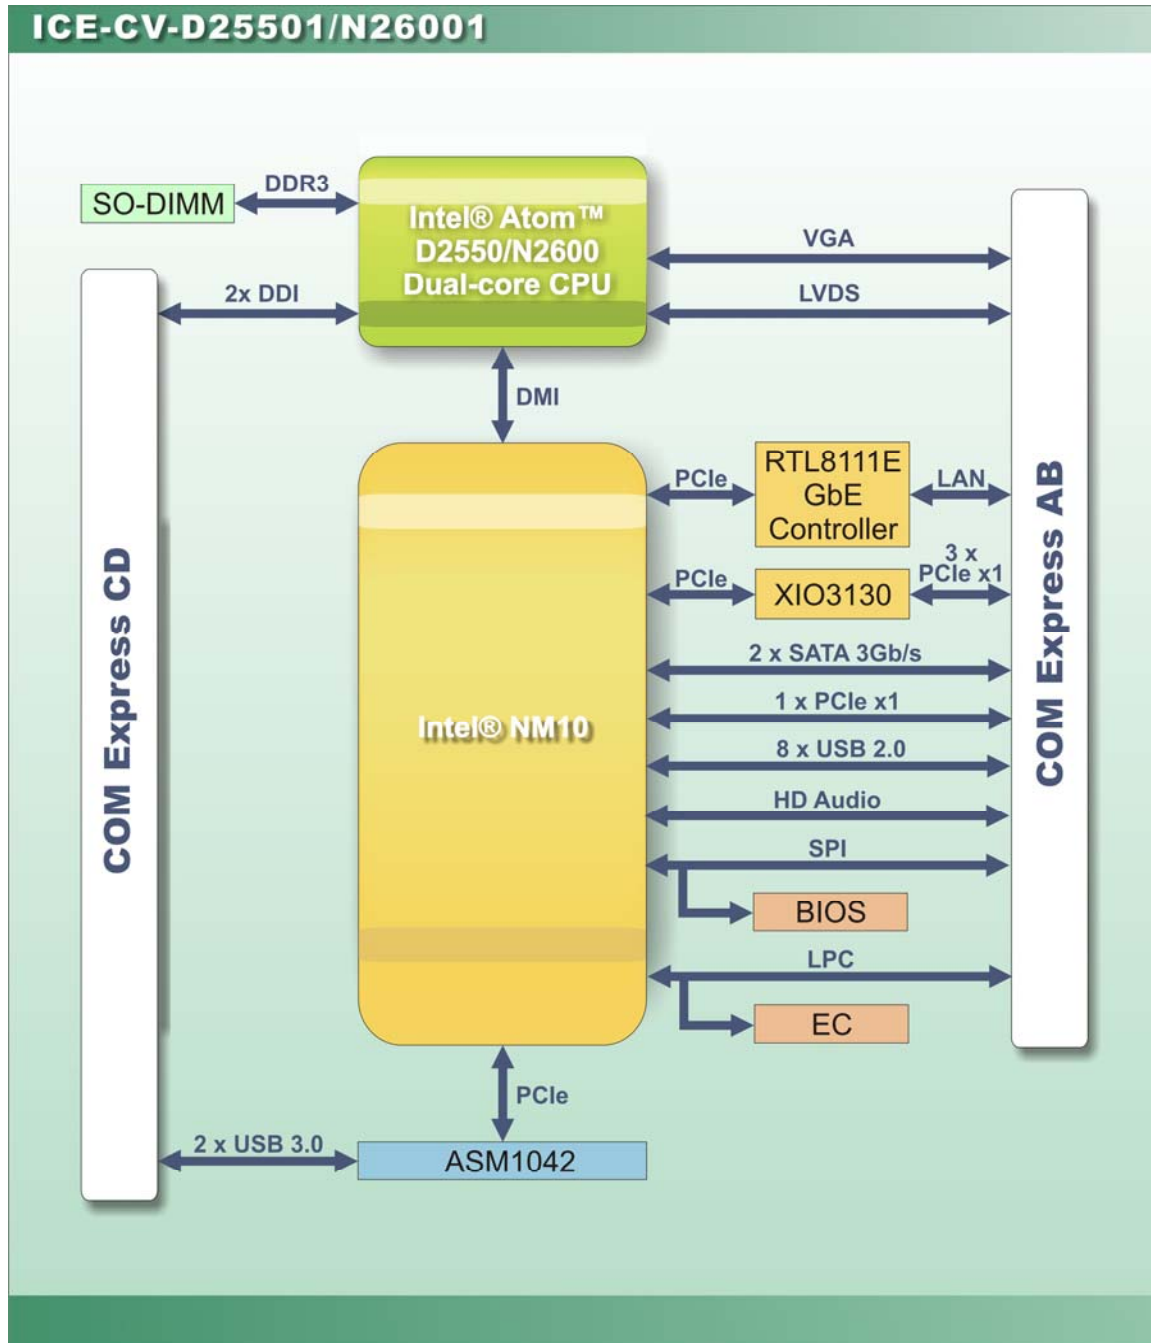 ICE-CV-D25501/N26001
SO-DIMM
DDR3
Intel® Atom™
D2550/N2600
Dual-core CPU
VGA
2x DDI
LVDS
DMI
COM Express CD
COM Express AB
PCIe
RTL8111E
GbE
Controller
LAN
PCIe
XIO3130
3 x
PCIe x1
2 x SATA 3Gb/s
1 x PCIe x1
Intel® NM10
8 x USB 2.0
HD Audio
SPI
BIOS
LPC
EC
PCIe
2 x USB 3.0
ASM1042